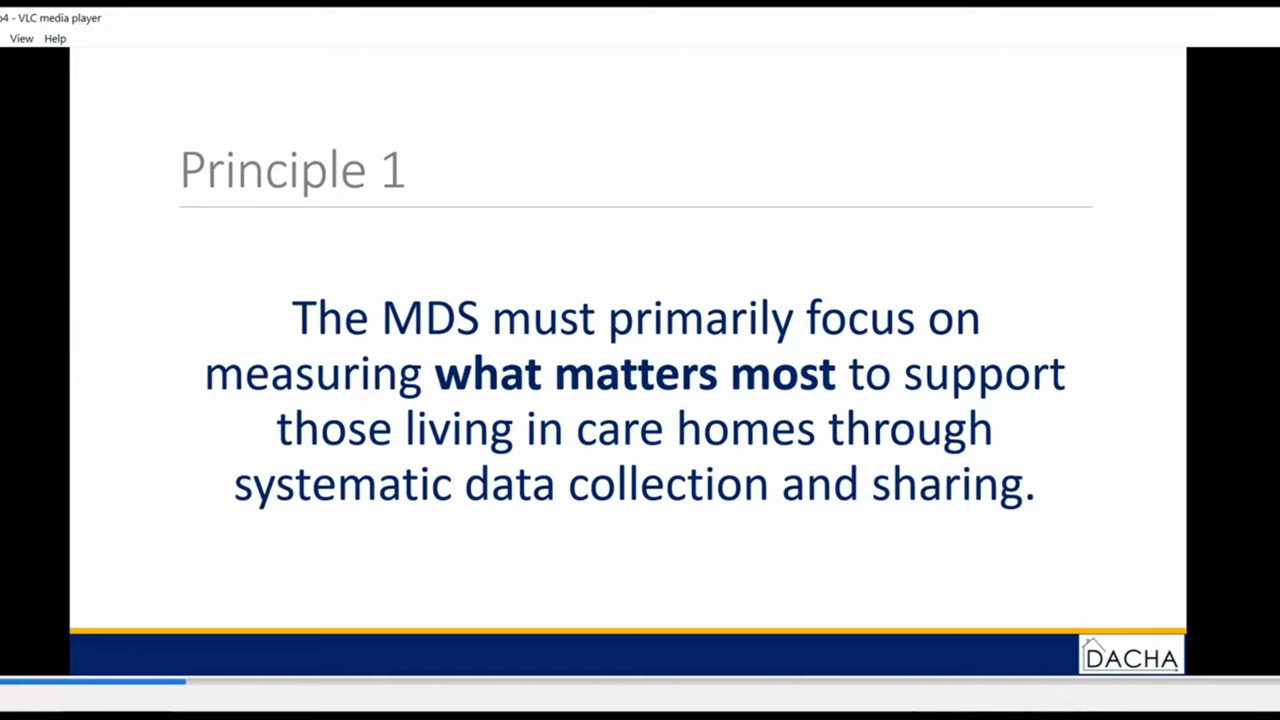 p4 - VLC media player
View Help
Principle 1
The MDS must primarily focus on
measuring what matters most to support
those living in care homes through
systematic data collection and sharing.
DACHA